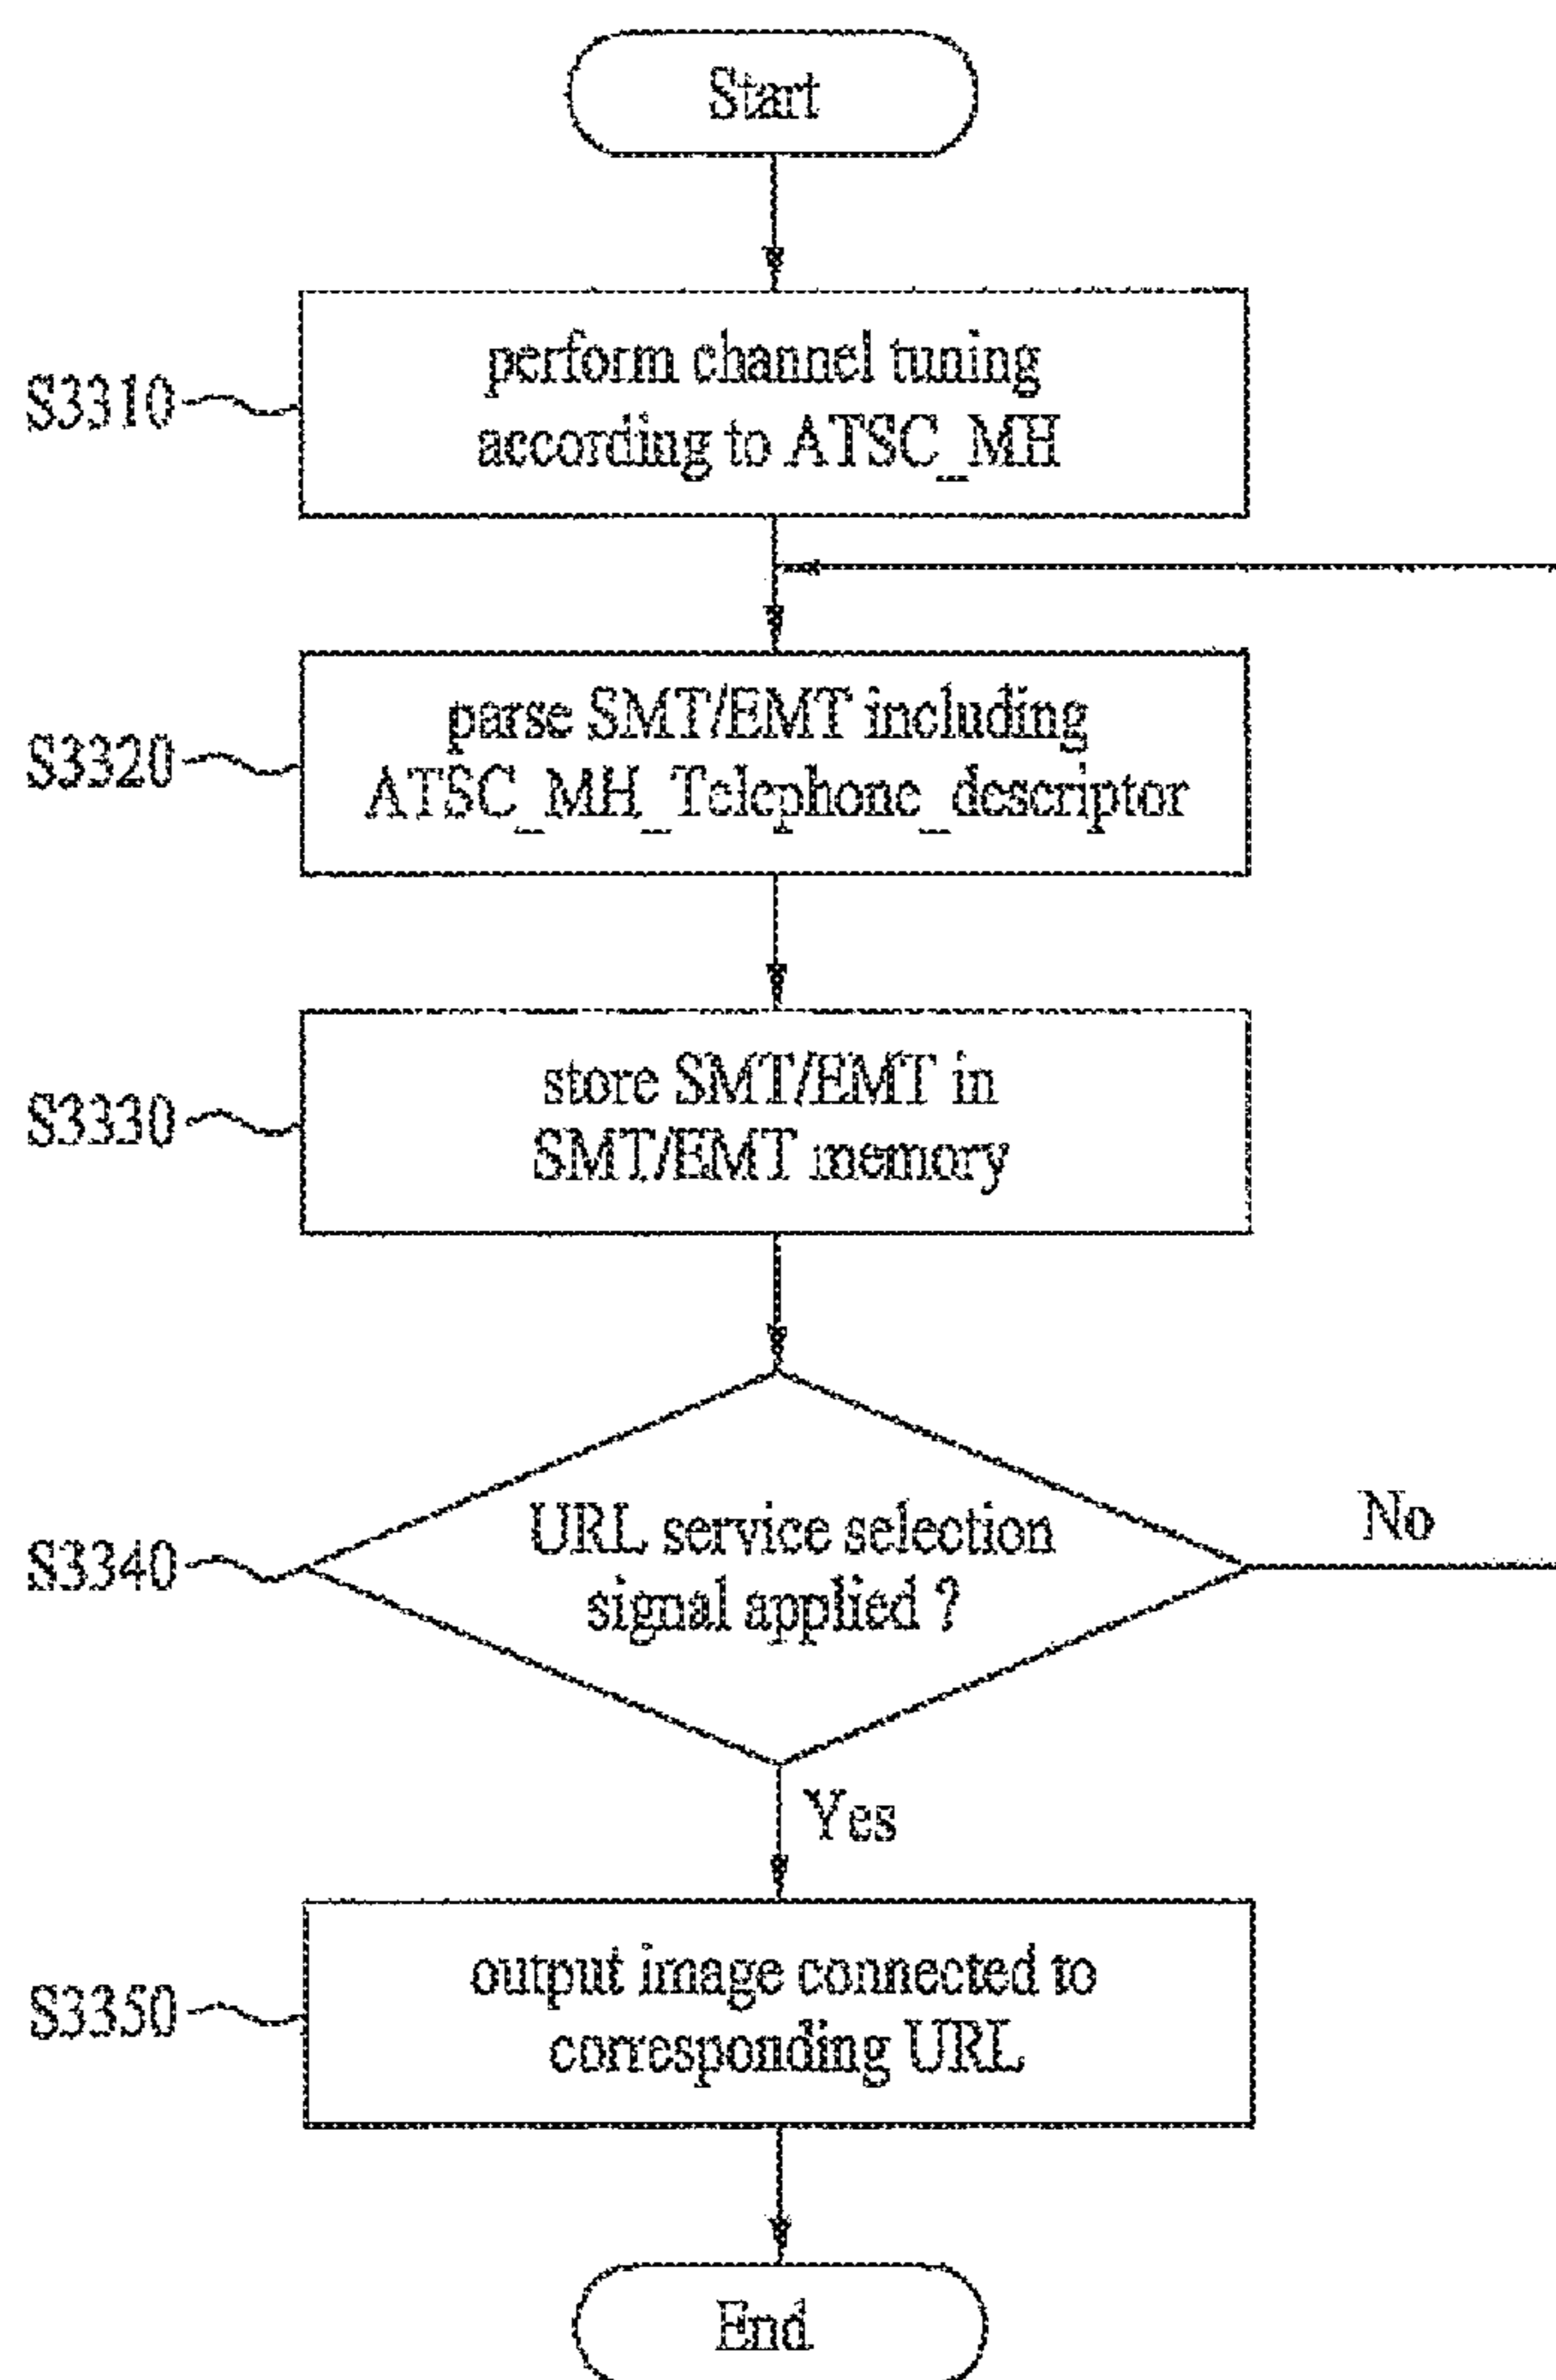 Start
S3310
perform channel tuning
according to ATSC_MH
S3320
parse SMT/EMT including
ATSC_MH_Telephone_descriptor
S3330
store SMT/EMT in
SMT/EMT memory
S3340
URL service selection
signal applied ?
No
Yes
S3350
output image connected to
corresponding URL
End